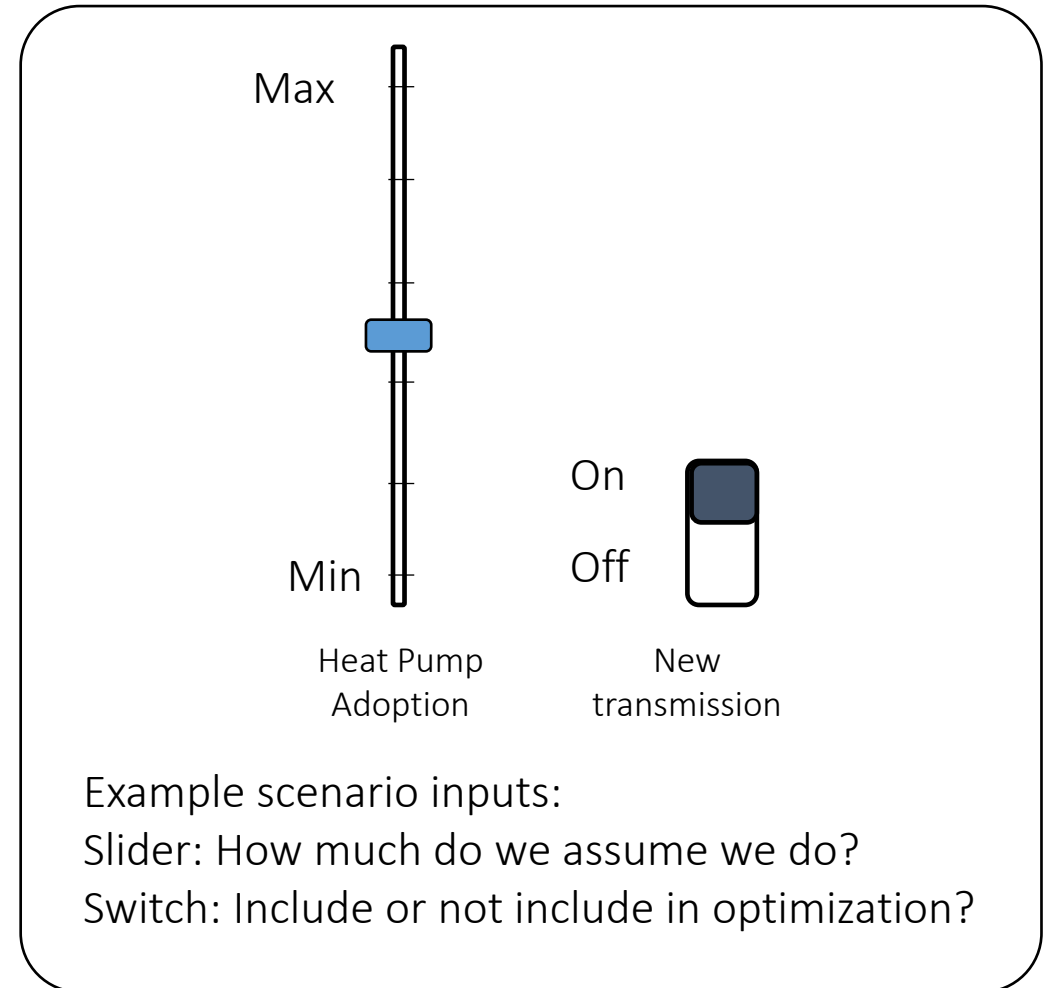 Max
Min
On
Off
Heat Pump
Adoption
New
transmission
Example scenario inputs:
Slider: How much do we assume we do?
Switch: Include or not include in optimization?